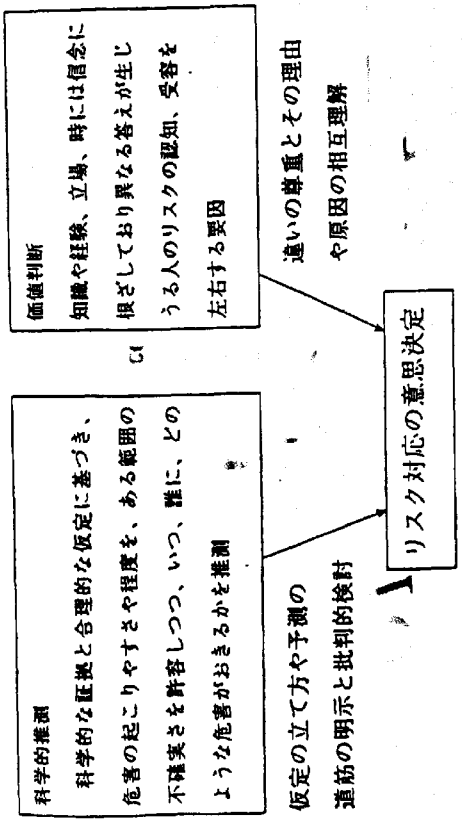 科学的推測
科学的な証拠と合理的な仮定に基づき、
危害の起こりやすさや程度を、ある範囲の
不確実さを許容しつつ、いつ、誰に、どの
ような危害がおきるかを推測
仮定の立て方や予測の
道筋の明示と批判的検討
価値判断
知識や経験、立場、時には信念に
根ざしており異なる答えが生じ
うる人のリスクの認知、受容を
左右する要因
違いの尊重とその理由
や原因の相互理解
リスク対応の意思決定